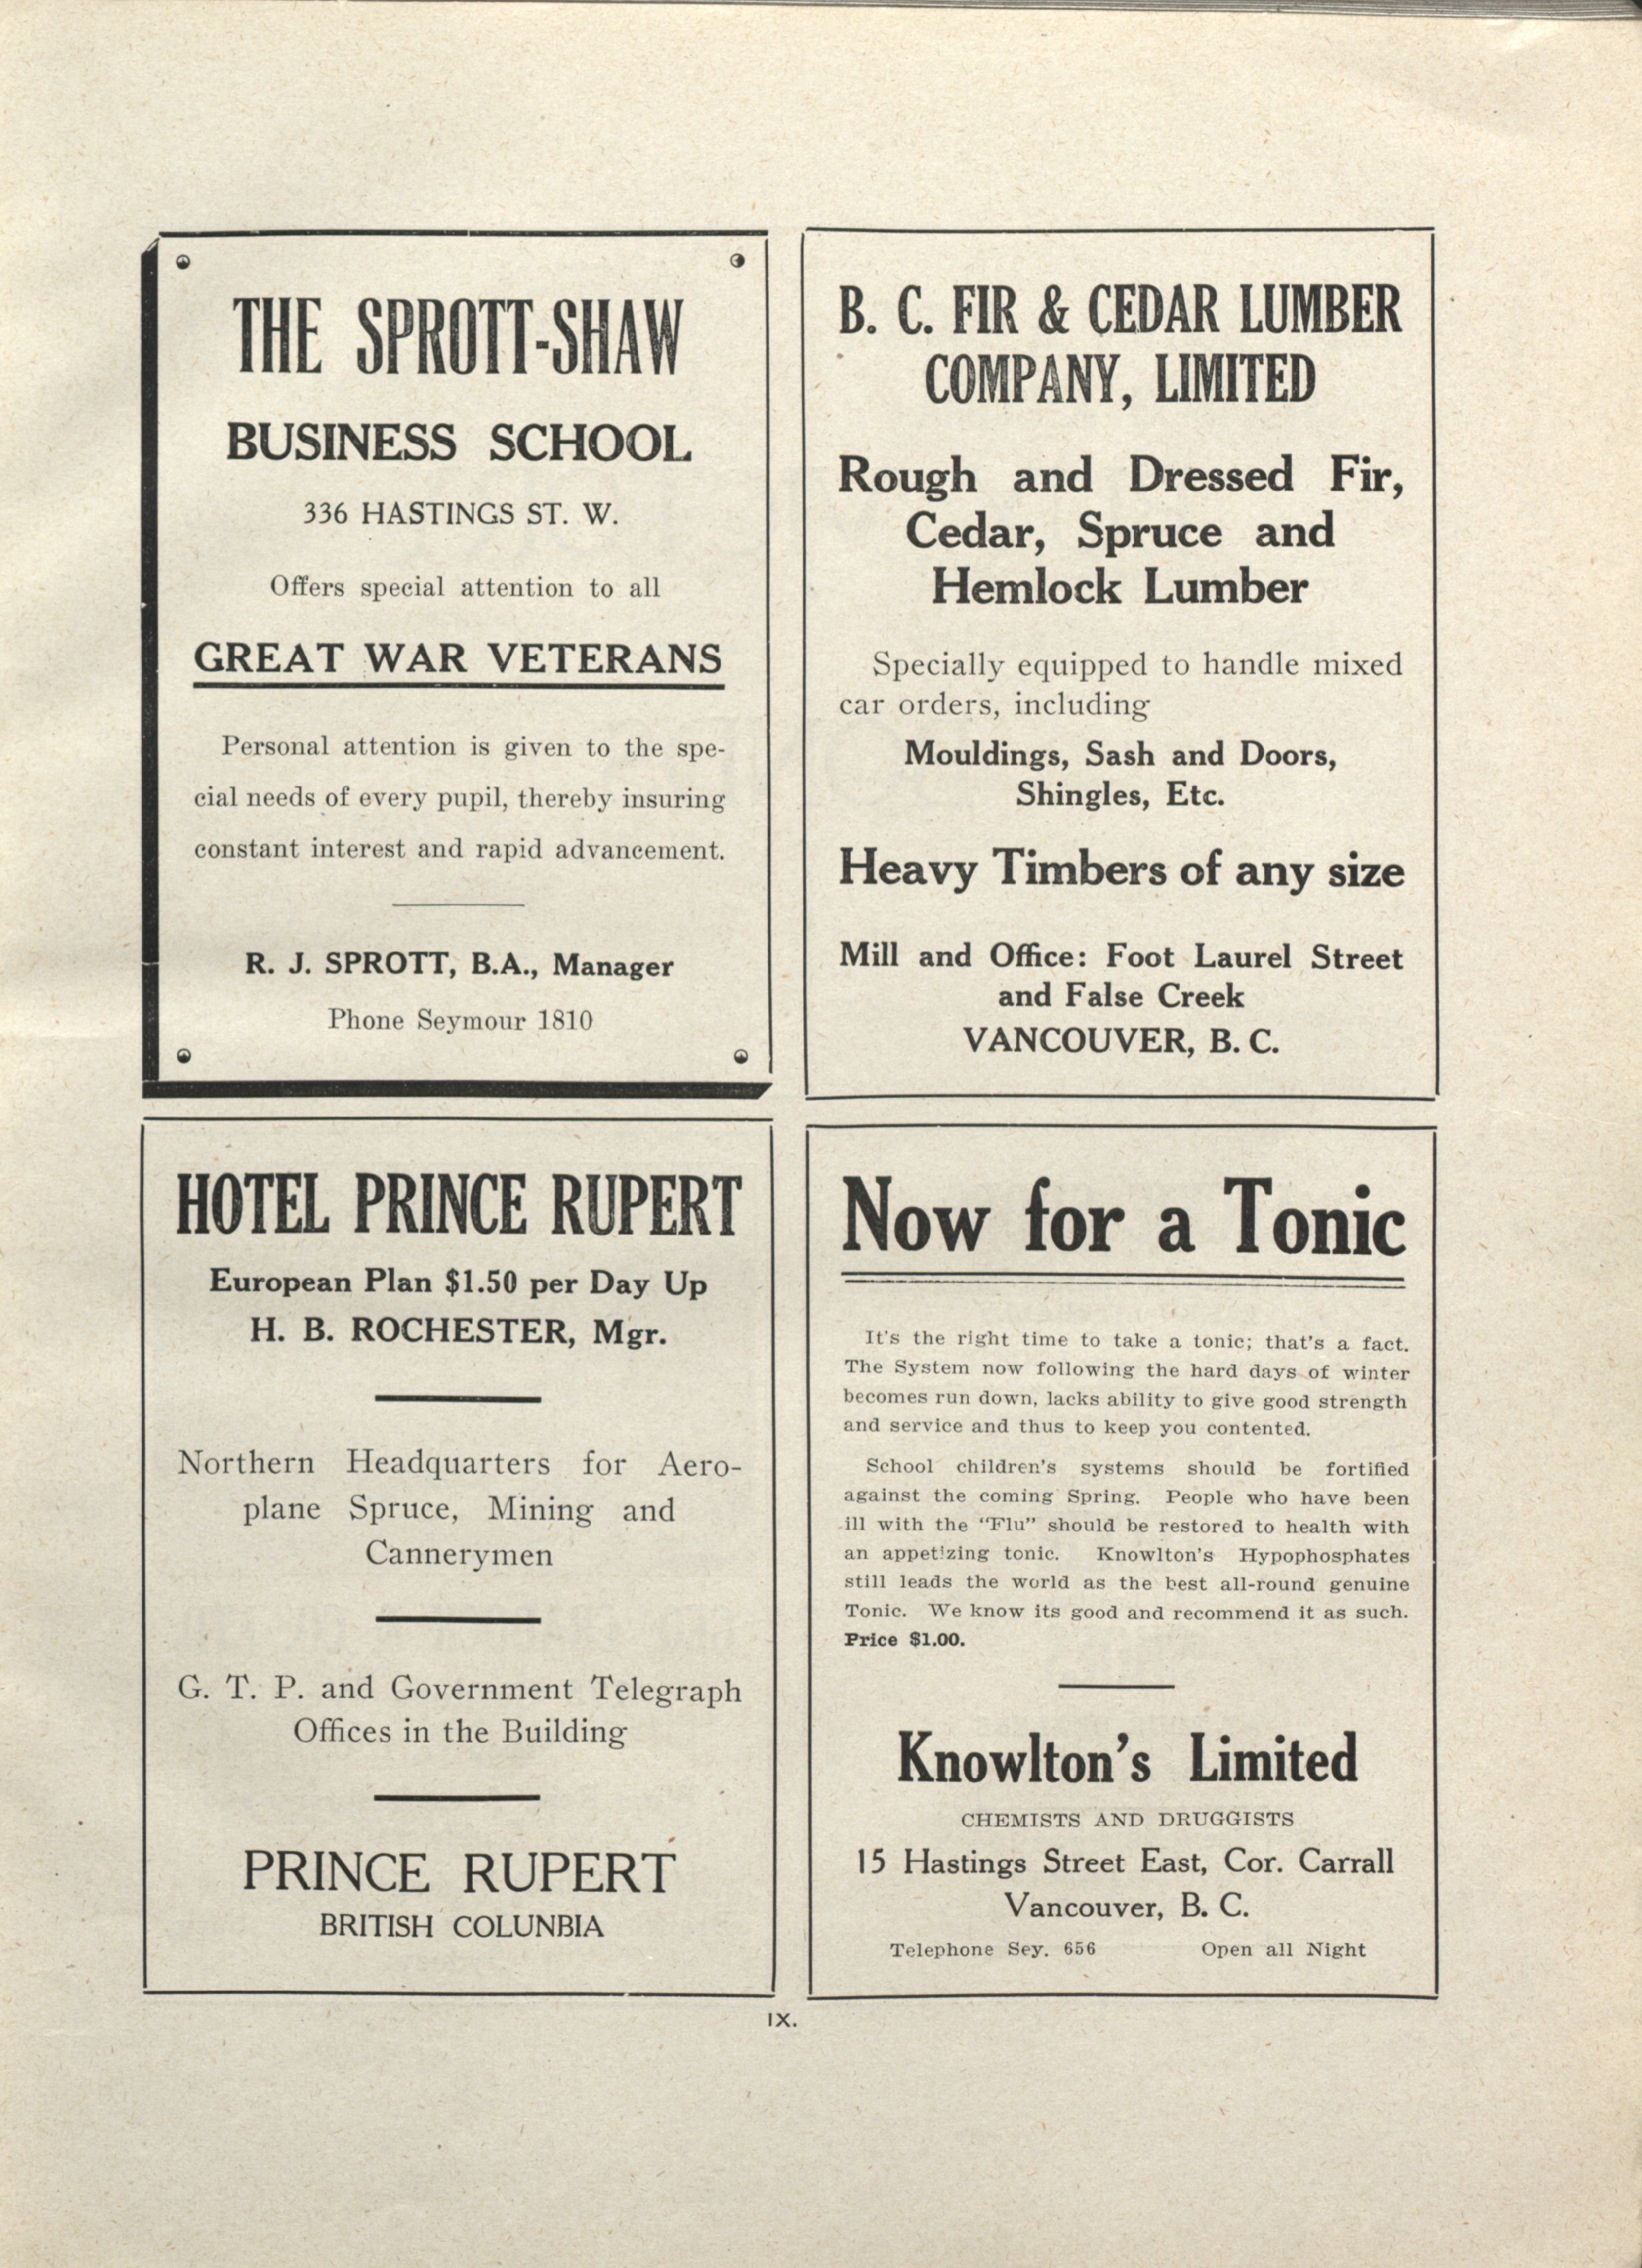 THE SPROTT-SHAW
BUSINESS SCHOOL
336 HASTINGS ST. W.
Offers special attention to all
GREAT WAR VETERANS
Personal attention is given to the spe-
cial needs of every pupil, thereby insuring
constant interest and rapid advancement.
R. J. SPROTT, B.A., Manager
Phone Seymour 1810
B. C. FIR & CEDAR LUMBER
COMPANY, LIMITED
Rough and Dressed Fir,
Cedar, Spruce and
Hemlock Lumber
Specially equipped to handle mixed
car orders, including
Mouldings, Sash and Doors,
Shingles, Etc.
Heavy Timbers of any size
Mill and Office: Foot Laurel Street
and False Creek
VANCOUVER, B. C.
HOTEL PRINCE RUPERT
European Plan $1.50 per Day Up
H. B. ROCHESTER, Mgr.
Northern Headquarters for Aero-
plane Spruce, Mining and
Cannerymen
G. T. P. and Government Telegraph
Offices in the Building
PRINCE RUPERT
BRITISH COLUNBIA
Now for a Tonic
It's the right time to take a tonic; that's a fact.
The System now following the hard days of winter
becomes run down, lacks ability to give good strength
and service and thus to keep you contented.
School children's systems should be fortified
against the coming Spring. People who have been
ill with the "Flu" should be restored to health with
an appetizing tonic. Knowlton's Hypophosphates
still leads the world as the best all-round genuine
Tonic. We know its good and recommend it as such.
Price $1.00.
Knowlton's Limited
CHEMISTS AND DRUGGISTS
15 Hastings Street East, Cor. Carrall
Vancouver, B. C.
Telephone Sey. 656 Open all Night
IX.